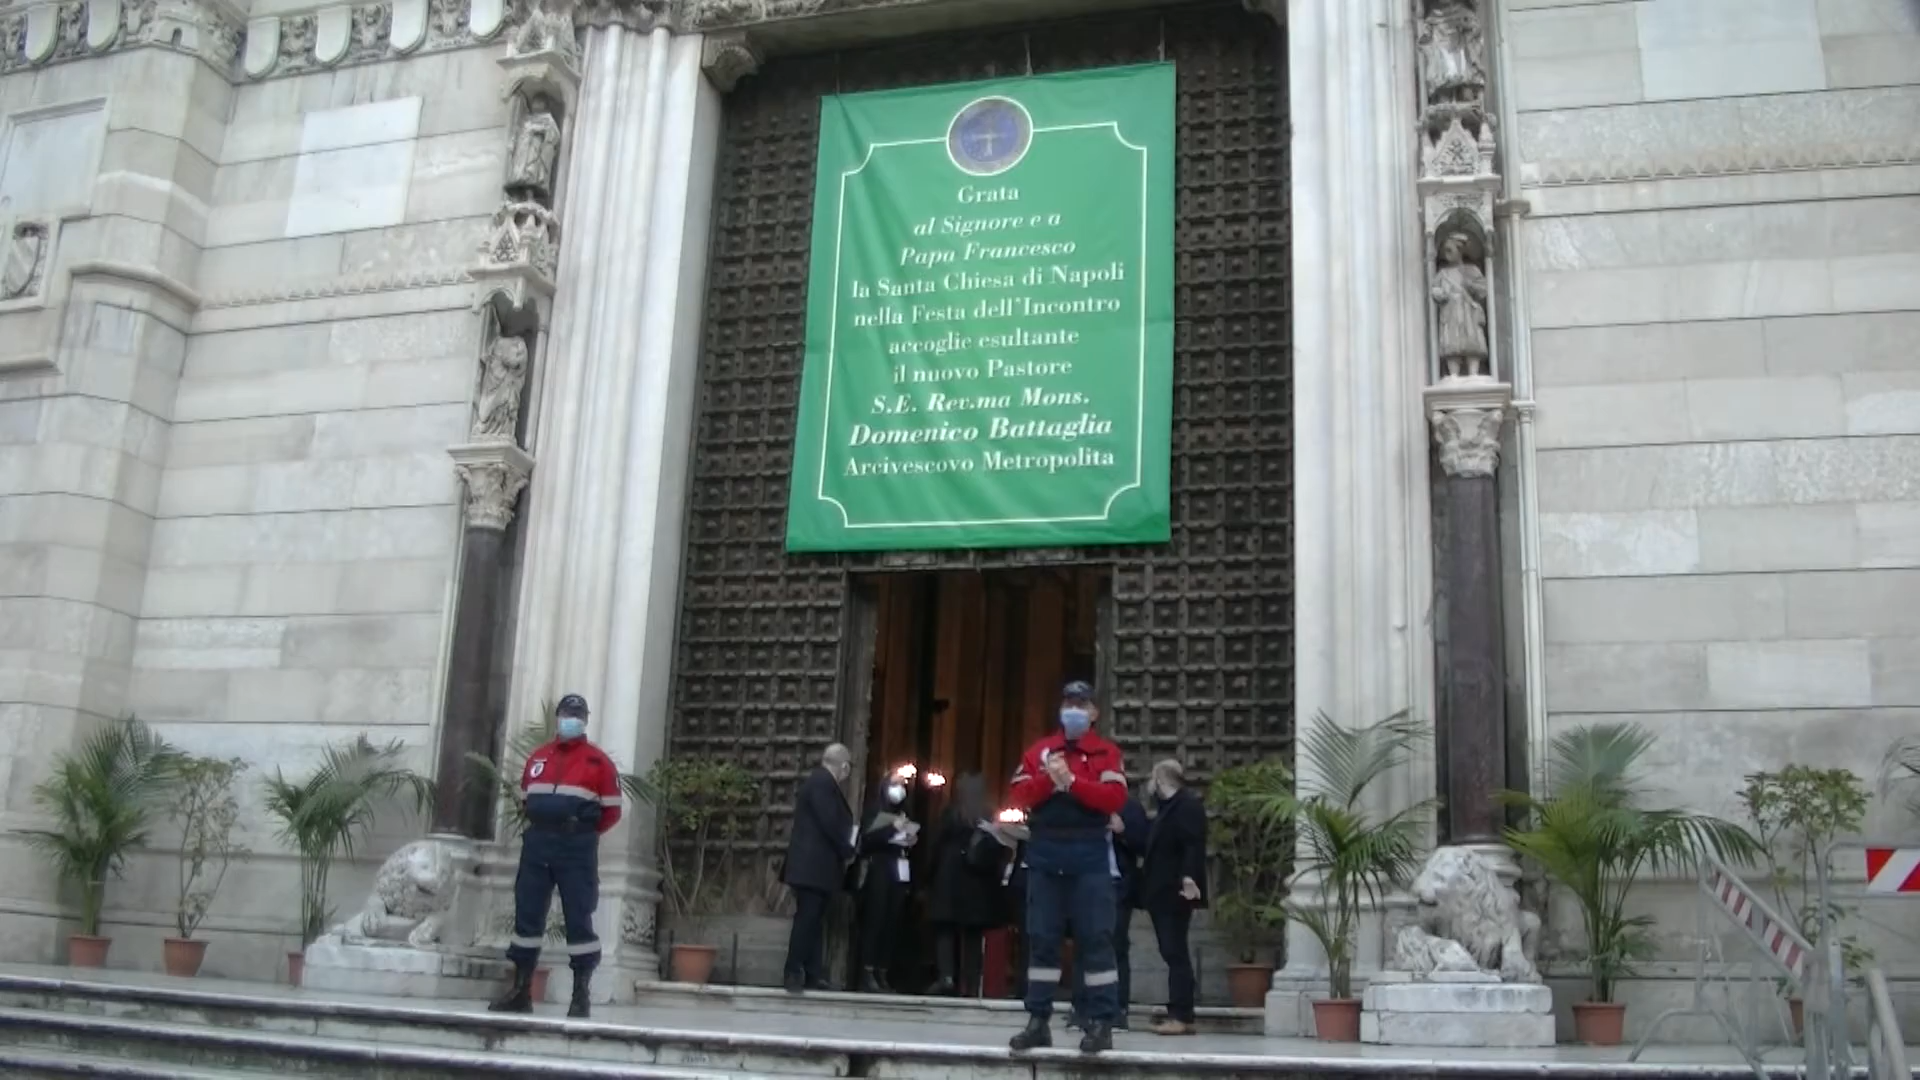 Grata
al Signore e a
Papa Francesco
la Santa Chiesa di Napoli
nella Festa dell'Incontro
accoglie esultante
il nuovo Pastore
S.E. Rev.ma Mons.
Domenico Battaglia
Arcivescovo Metropolita